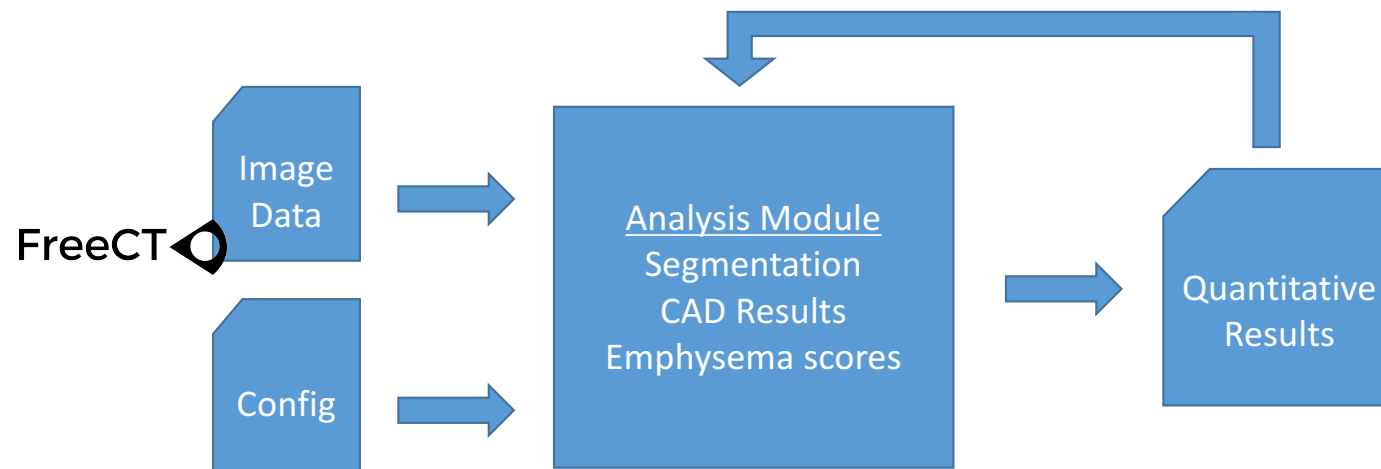 Image
Data
FreeCT
Config
Analysis Module
Segmentation
CAD Results
Emphysema scores
Quantitative
Results